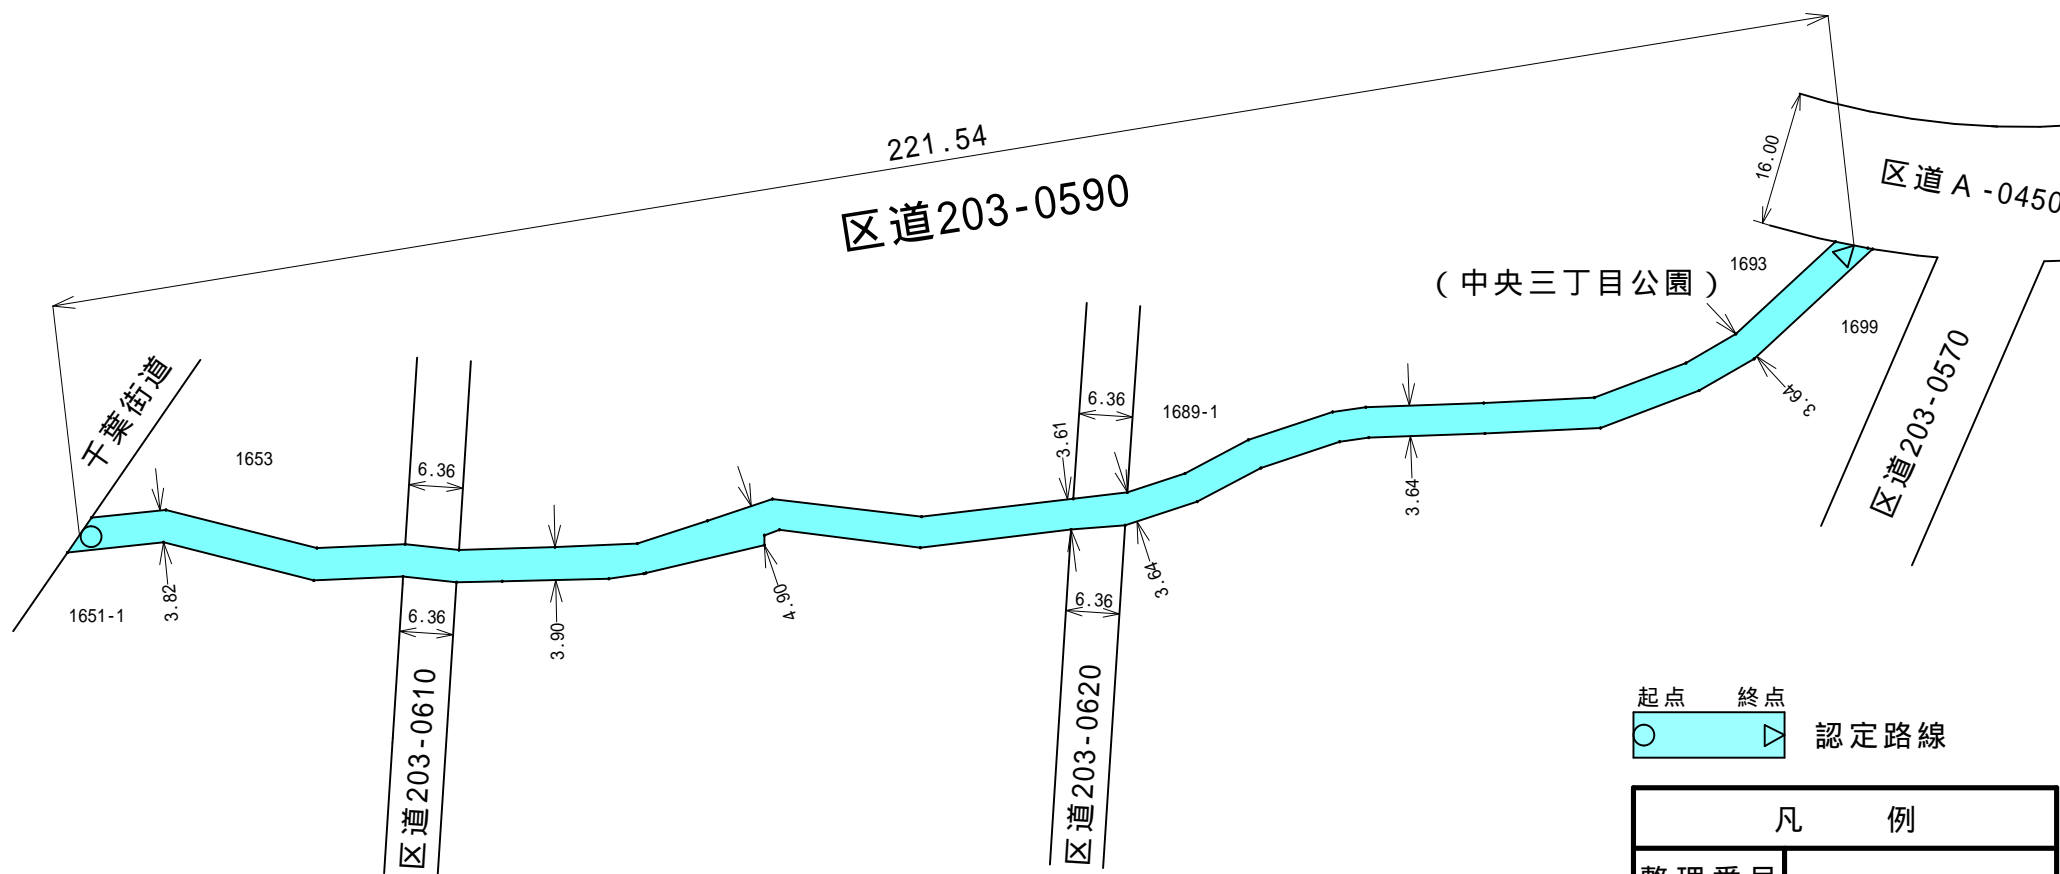 221.54
区道203-0590
16.00
区道A-0450
(中央三丁目公園)
1693
1699
3.64
区道203-0570
千葉街道
1653
6.36
3.61
6.36
1689-1
3.64
1651-1
3.82
6.36
3.90
4.90
6.36
3.64
区道203-0610
区道203-0620
起点 終点
認定路線
凡 例
整理番号